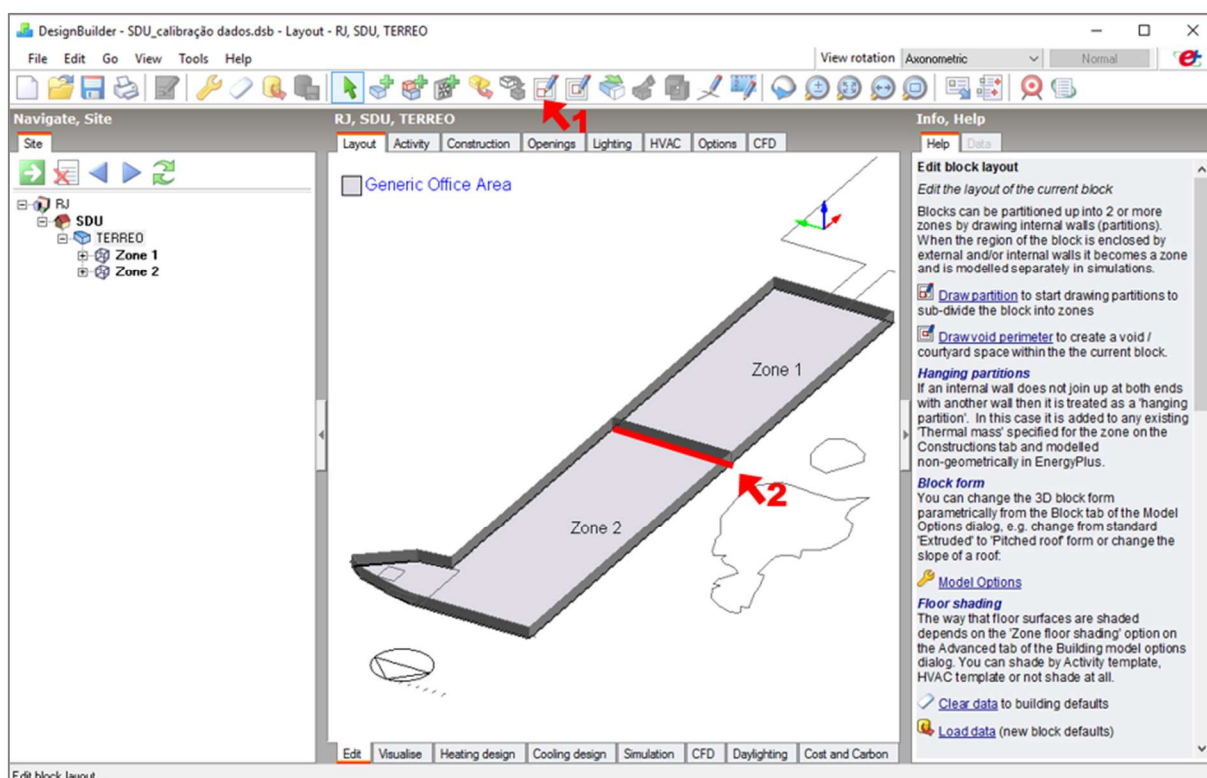 DesignBuilder - SDU_calibração dados.dsb - Layout - RJ, SDU, TERREO
File Edit Go View Tools Help
View rotation Axonometric Normal
Navigate, Site
Site
RJ
SDU
TERREO
Zone 1
Zone 2
RJ, SDU, TERREO
1
Layout Activity Construction Openings Lighting HVAC Options CFD
Generic Office Area
Zone 1
2
Zone 2
Edit Visualise Heating design Cooling design Simulation CFD Daylighting Cost and Carbon
Info, Help
Help Data
Edit block layout
Edit the layout of the current block
Blocks can be partitioned up into 2 or more
zones by drawing internal walls (partitions).
When the region of the block is enclosed by
external and/or internal walls it becomes a zone
and is modelled separately in simulations.
Draw partition to start drawing partitions to
sub-divide the block into zones
Draw void perimeter to create a void /
courtyard space within the the current block.
Hanging partitions
If an internal wall does not join up at both ends
with another wall then it is treated as a 'hanging
partition'. In this case it is added to any existing
'Thermal mass' specified for the zone on the
Constructions tab and modelled
non-geometrically in EnergyPlus.
Block form
You can change the 3D block form
parametrically from the Block tab of the Model
Options dialog, e.g. change from standard
'Extruded' to 'Pitched roof' form or change the
slope of a roof:
Model Options
Floor shading
The way that floor surfaces are shaded
depends on the 'Zone floor shading' option on
the Advanced tab of the Building model options
dialog. You can shade by Activity template,
HVAC template or not shade at all.
Clear data to building defaults
Load data (new block defaults)
Edit block layout